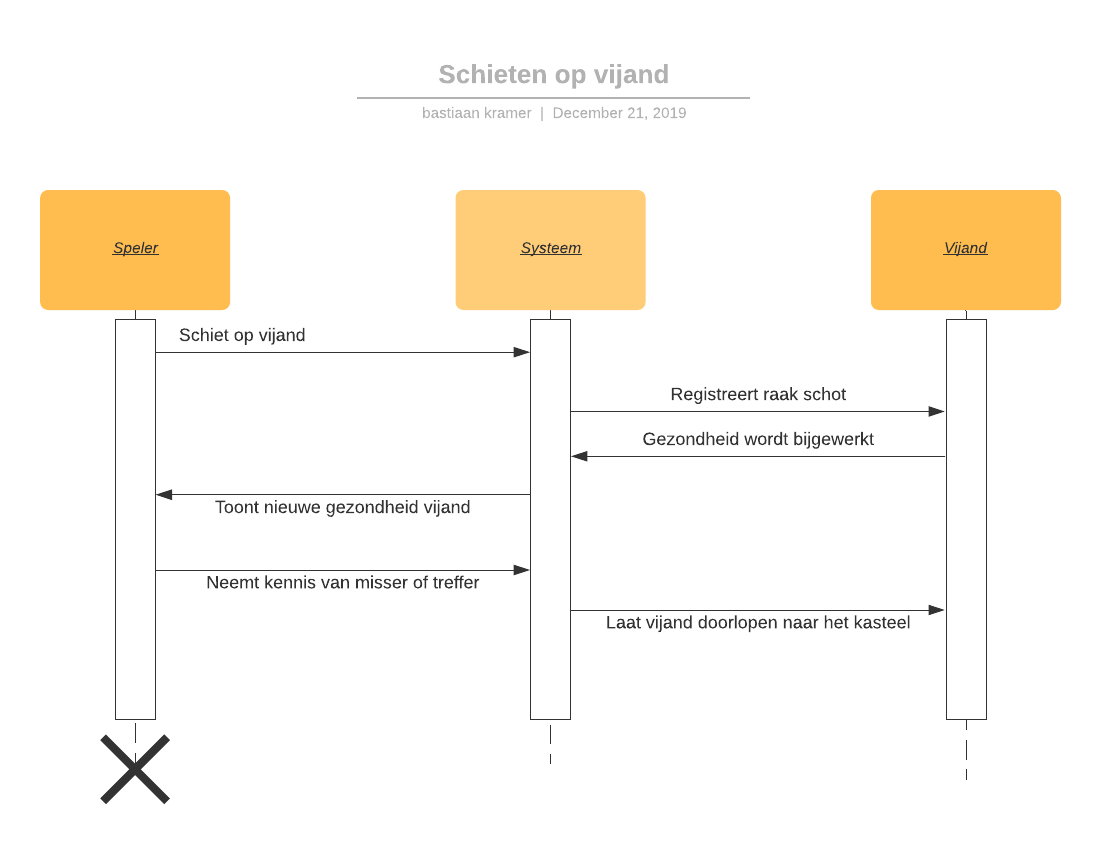 Schieten op vijand
bastiaan kramer | December 21, 2019
Speler
Systeem
Vijand
Schiet op vijand
Registreert raak schot
Gezondheid wordt bijgewerkt
Toont nieuwe gezondheid vijand
Neemt kennis van misser of treffer
Laat vijand doorlopen naar het kasteel